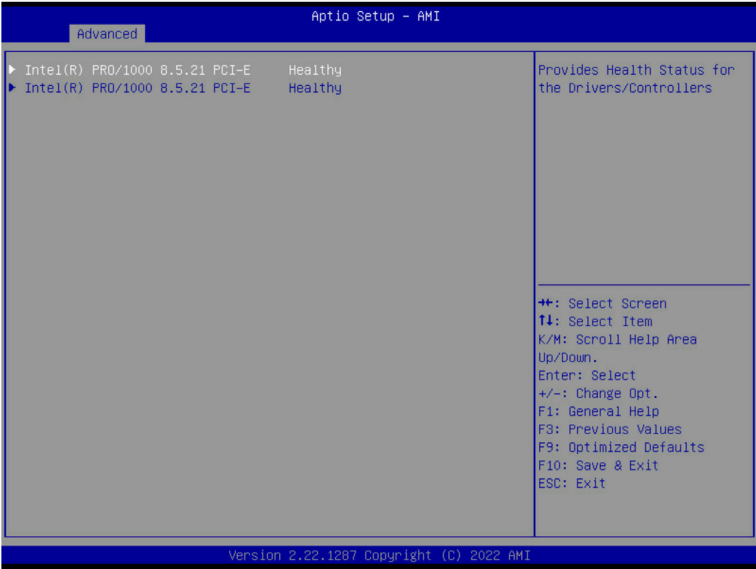 Aptio Setup – AMI
Advanced
▶ Intel(R) PRO/1000 8.5.21 PCI-E Healthy
▶ Intel(R) PRO/1000 8.5.21 PCI-E Healthy
Provides Health Status for
the Drivers/Controllers
→←: Select Screen
↑↓: Select Item
K/M: Scroll Help Area
Up/Down.
Enter: Select
+/-: Change Opt.
F1: General Help
F3: Previous Values
F9: Optimized Defaults
F10: Save & Exit
ESC: Exit
Version 2.22.1287 Copyright (C) 2022 AMI